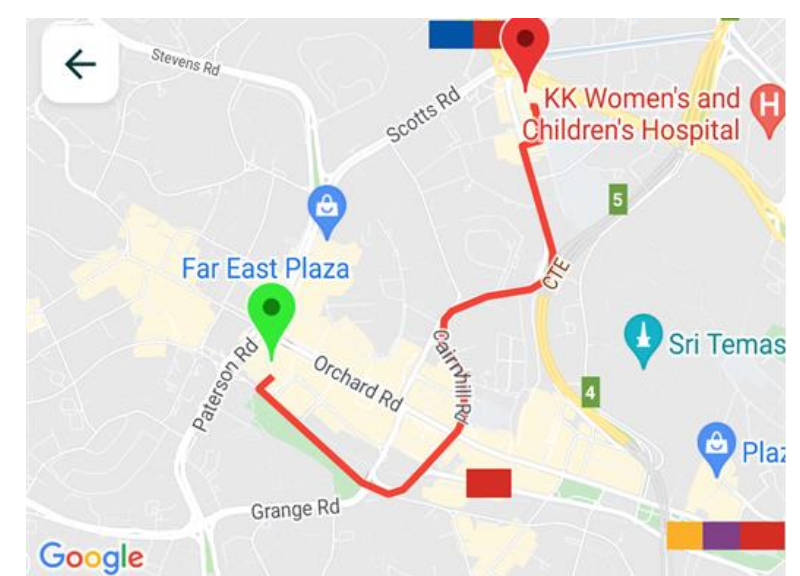 Stevens Rd
Scotts Rd
KK Women's and
Children's Hospital
H
5
Far East Plaza
CTE
Sri Temas
Paterson Rd
Orchard Rd
Cairnhill Rd
4
Plaz
Grange Rd
Google